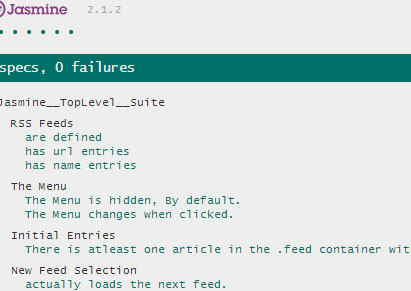 Jasmine 2.1.2
specs, 0 failures
Jasmine__TopLevel__Suite
RSS Feeds
are defined
has url entries
has name entries
The Menu
The Menu is hidden, By default.
The Menu changes when clicked.
Initial Entries
There is atleast one article in the .feed container
New Feed Selection
actually loads the next feed.